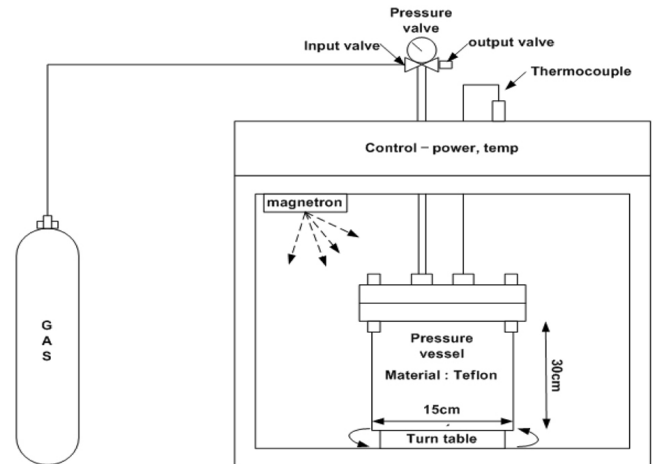 Pressure
valve
Input valve
output valve
Thermocouple
Control – power, temp
magnetron
G
A
S
Pressure
vessel
Material : Teflon
30cm
15cm
Turn table